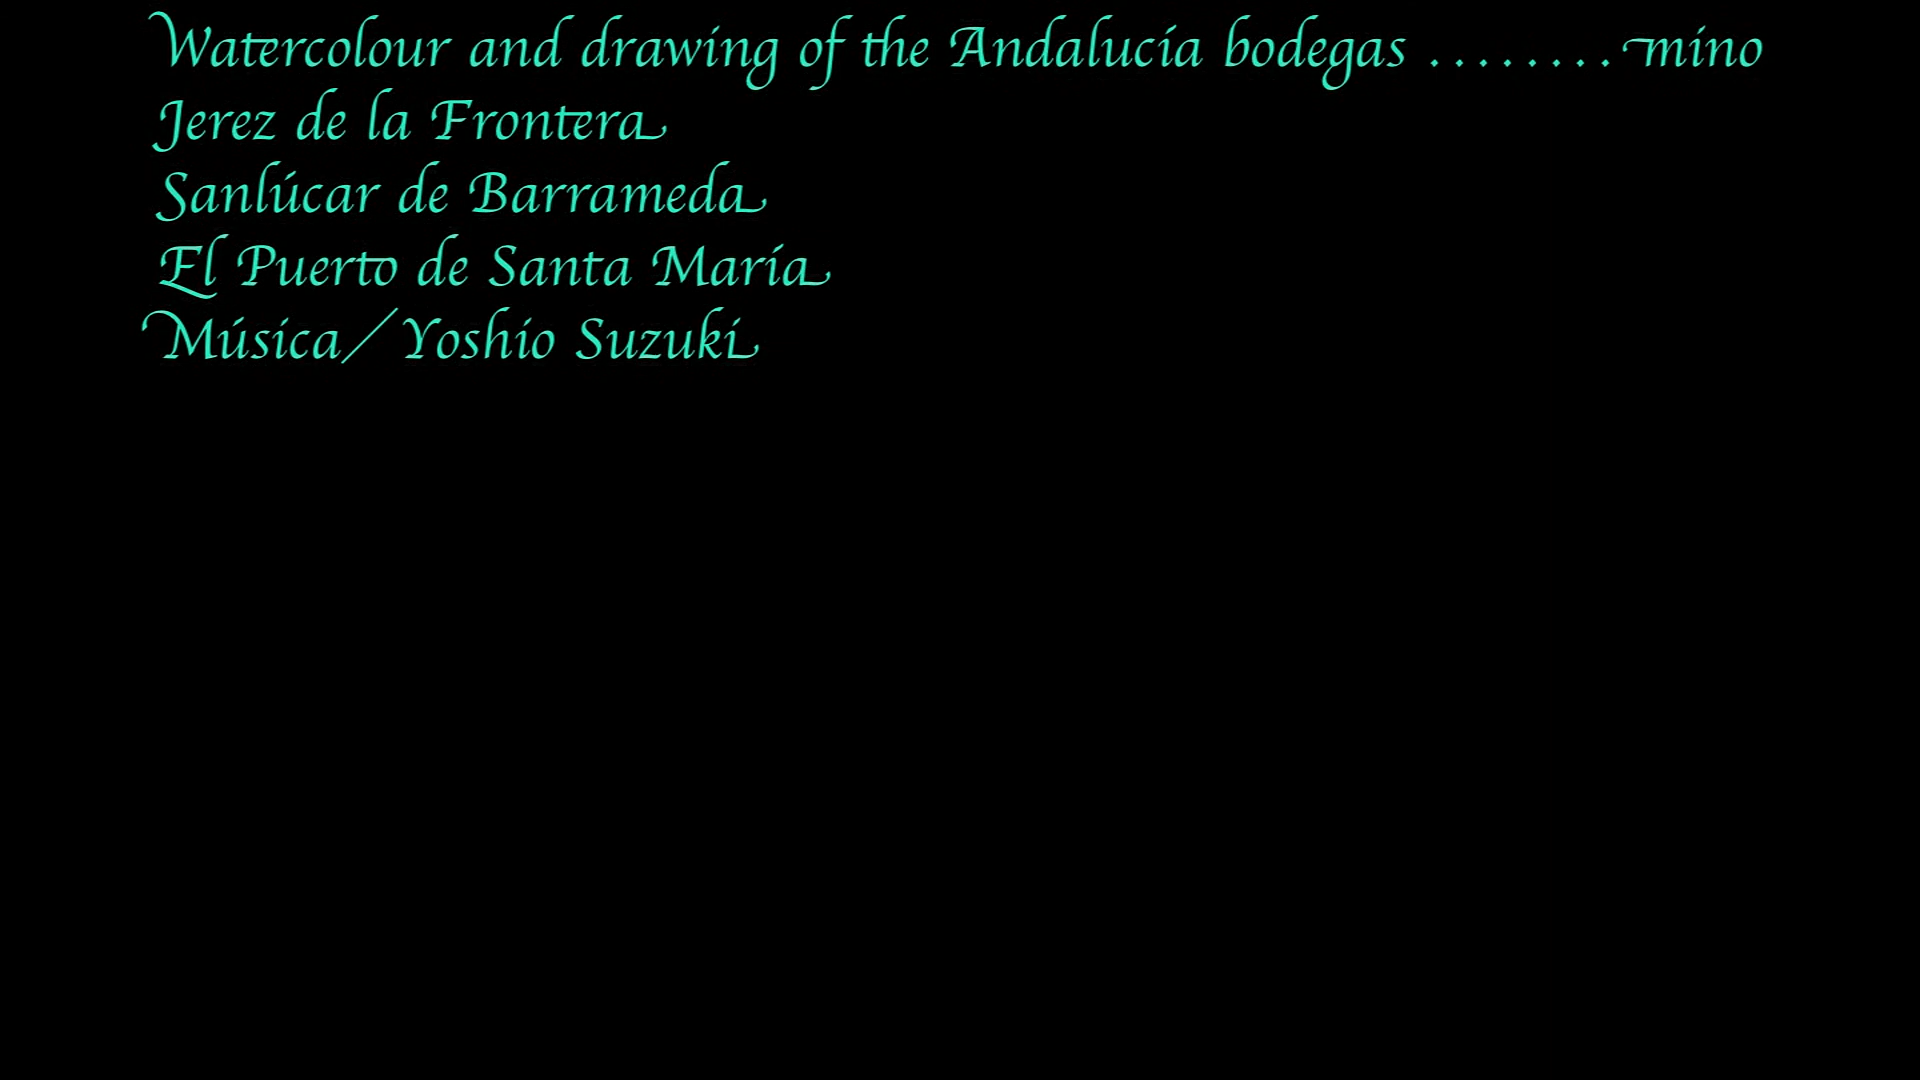 Watercolour and drawing of the Andalucía bodegas ........mino
Jerez de la Frontera
Sanlúcar de Barrameda
El Puerto de Santa María
Música/Yoshio Suzuki